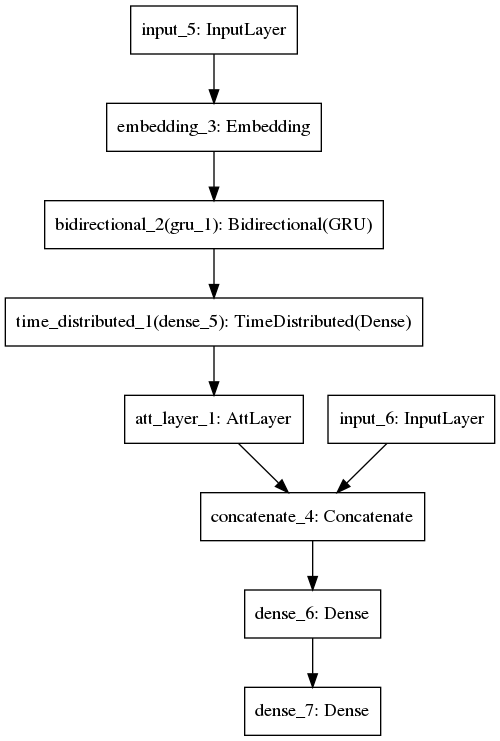 input_5: InputLayer
embedding_3: Embedding
bidirectional_2(gru_1): Bidirectional(GRU)
time_distributed_1(dense_5): TimeDistributed(Dense)
att_layer_1: AttLayer
input_6: InputLayer
concatenate_4: Concatenate
dense_6: Dense
dense_7: Dense